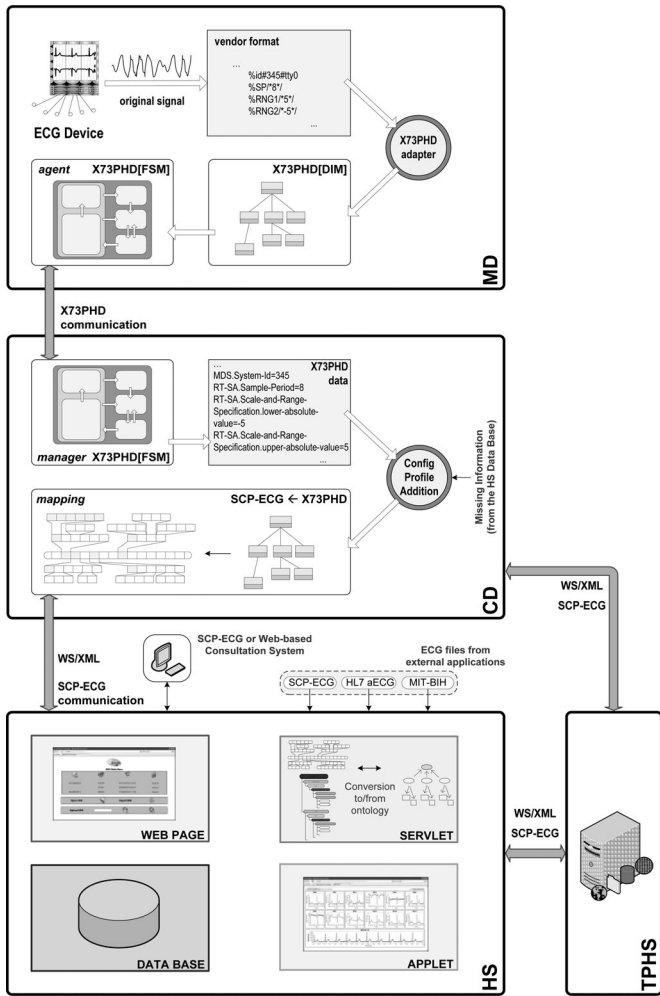 ECG Device
original signal
vendor format
...
%id#345#tty0
%SP/*8*/
%RNG1/*5*/
%RNG2/*-5*/
...
X73PHD
adapter
agent X73PHD[FSM]
X73PHD[DIM]
MD
X73PHD
communication
manager X73PHD[FSM]
... X73PHD
MDS.System-Id=345 data
RT-SA.Sample-Period=8
RT-SA.Scale-and-Range-
Specification.lower-absolute-
value=-5
RT-SA.Scale-and-Range-
Specification.upper-absolute-value=5
...
Config
Profile
Addition
Missing Information
(from the HS Data Base)
mapping
SCP-ECG ← X73PHD
CD
WS/XML
SCP-ECG
WS/XML
SCP-ECG
communication
SCP-ECG or Web-based
Consultation System
ECG files from
external applications
SCP-ECG
HL7 aECG
MIT-BIH
WEB PAGE
Conversion
to/from
ontology
SERVLET
WS/XML
SCP-ECG
DATA BASE
APPLET
HS
TPHS